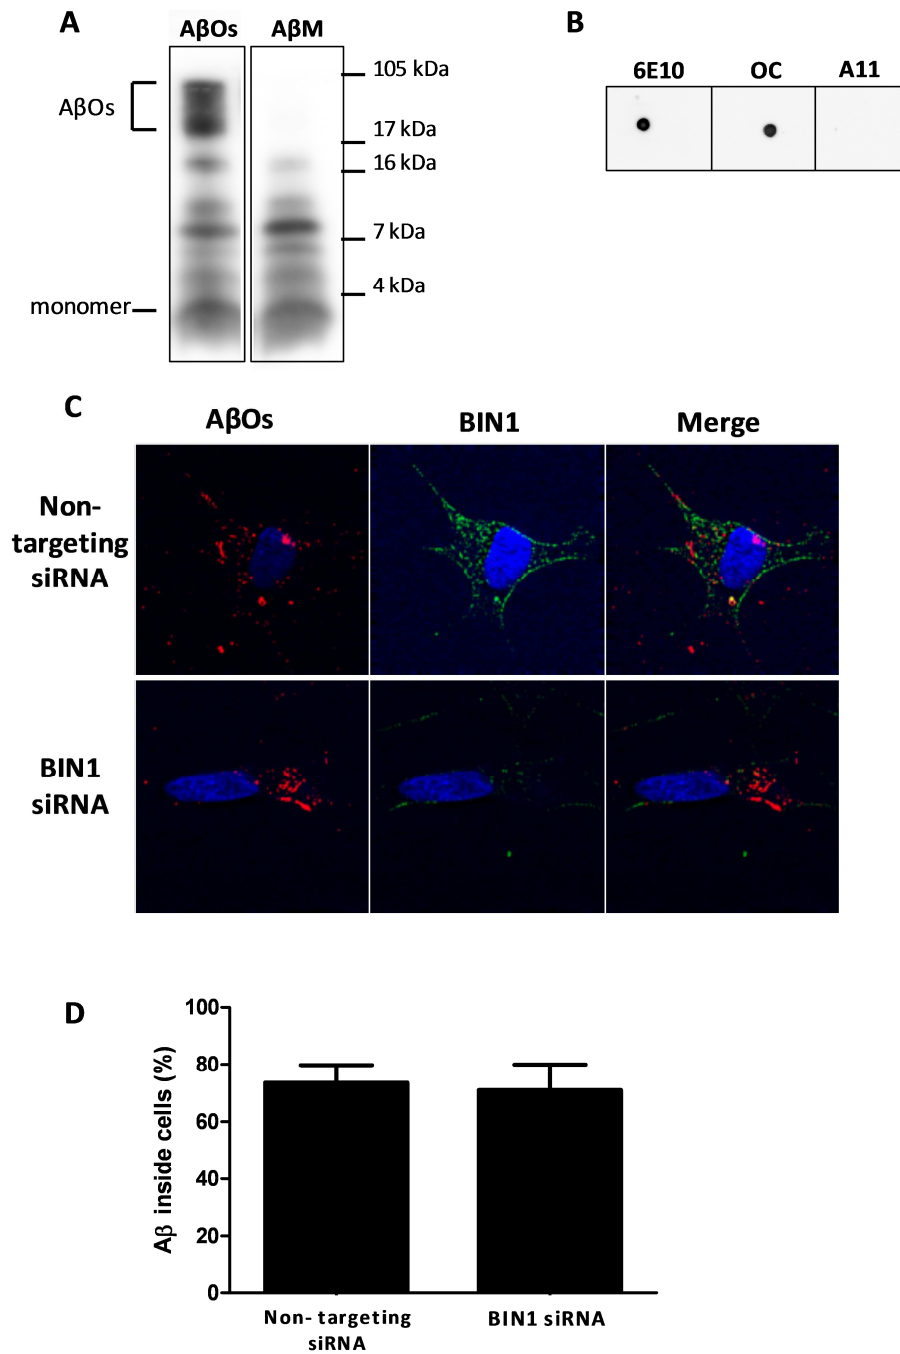 A
AβOs
AβM
AβOs
monomer
105 kDa
17 kDa
16 kDa
7 kDa
4 kDa
B
6E10
OC
A11
C
AβOs
BIN1
Merge
Non-
targeting
siRNA
BIN1
siRNA
D
Aβ inside cells (%)
100
80
60
40
20
0
Non- targeting
siRNA
BIN1 siRNA